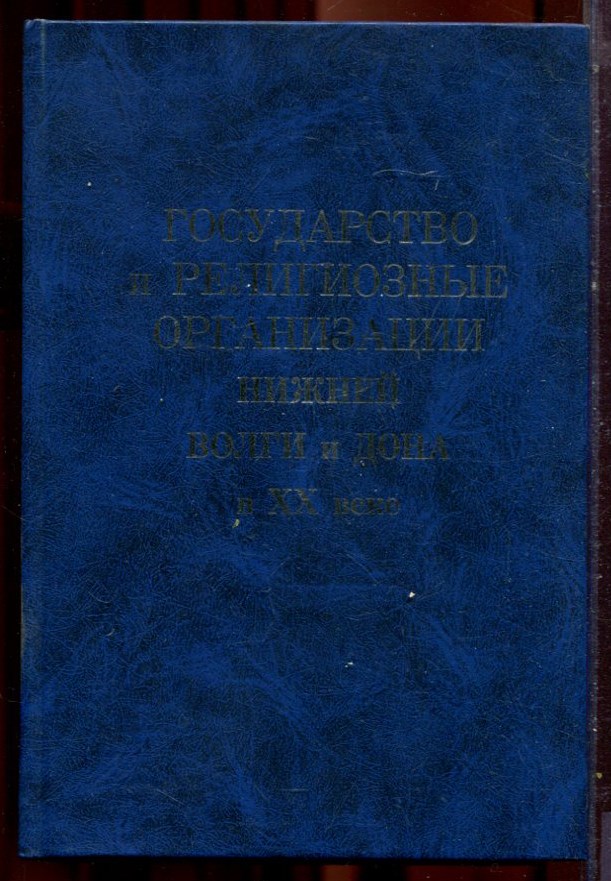 ГОСУДАРСТВО
и РЕЛИГИОЗНЫЕ
ОРГАНИЗАЦИИ
НИЖНЕЙ
ВОЛГИ и ДОНА
в XX веке